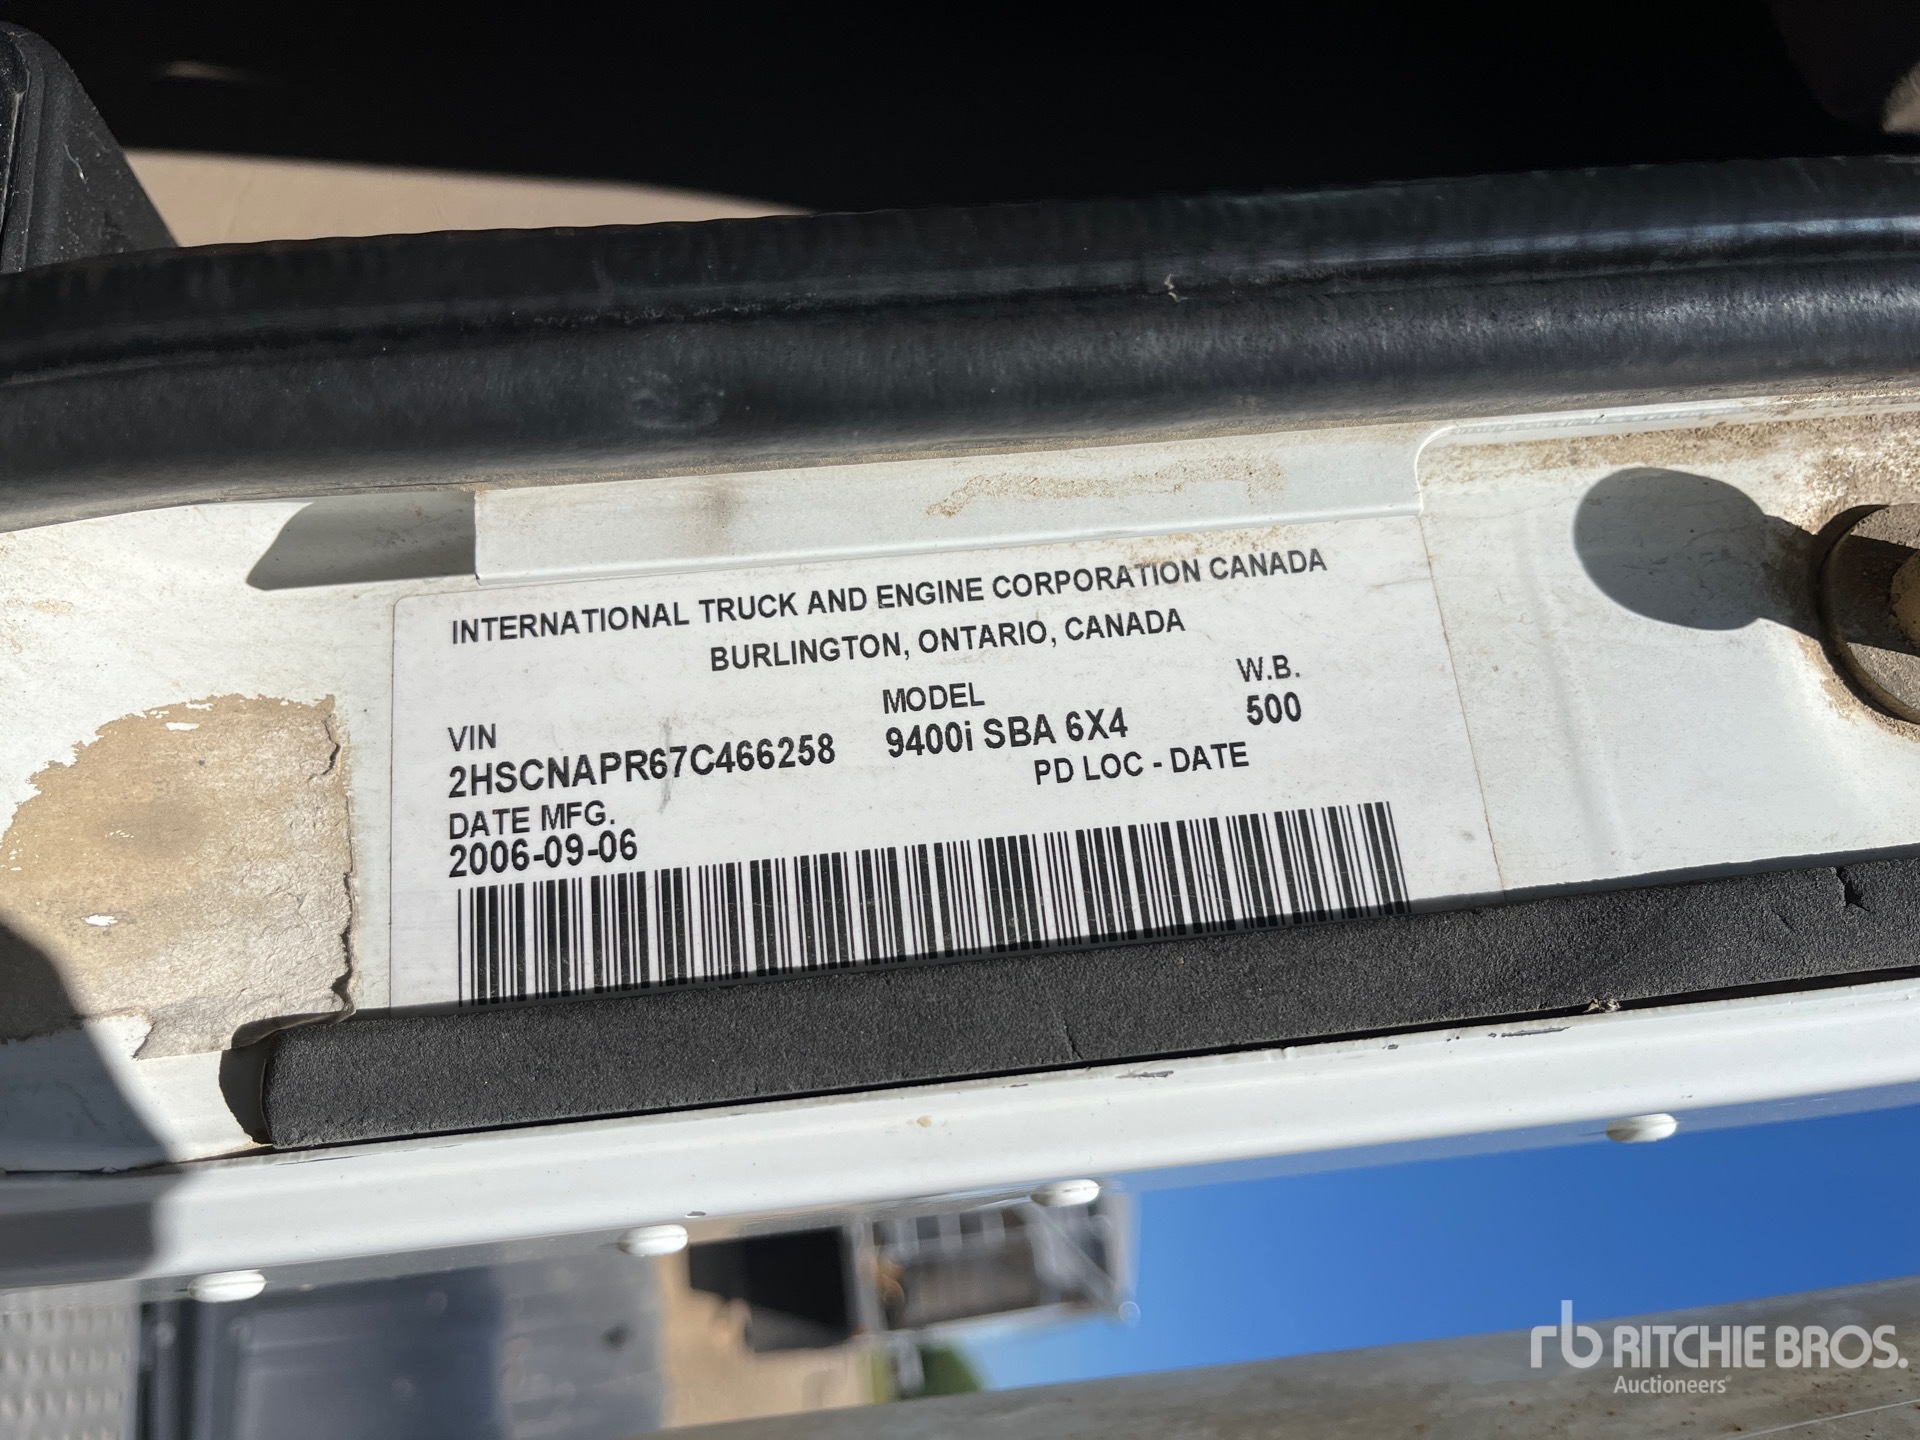 INTERNATIONAL TRUCK AND ENGINE CORPORATION CANADA
BURLINGTON, ONTARIO, CANADA
VIN MODEL W.B.
2HSCNAPR67C466258 9400i SBA 6X4 500
DATE MFG. PD LOC - DATE
2006-09-06
rb RITCHIE BROS.
Auctioneers